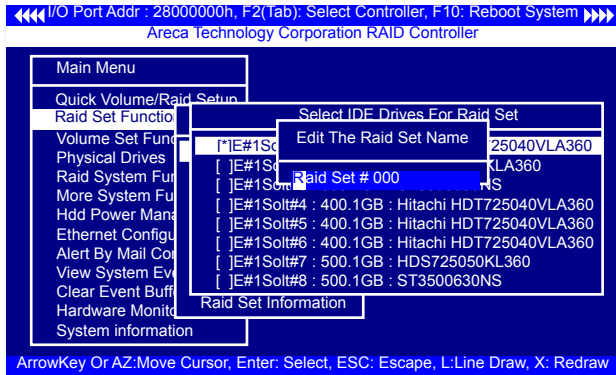 I/O Port Addr : 28000000h, F2(Tab): Select Controller, F10: Reboot System
Areca Technology Corporation RAID Controller
Main Menu
Quick Volume/Raid Setup
Raid Set Functio
Volume Set Func
Physical Drives
Raid System Fun
More System Fu
Hdd Power Mana
Ethernet Configu
Alert By Mail Con
View System Eve
Clear Event Buff
Hardware Monito
System information
Raid Set Information
Select IDE Drives For Raid Set
[*]E#1So 725040VLA360
[ ]E#1So KLA360
[ ]E#1Solt NS
[ ]E#1Solt#4 : 400.1GB : Hitachi HDT725040VLA360
[ ]E#1Solt#5 : 400.1GB : Hitachi HDT725040VLA360
[ ]E#1Solt#6 : 400.1GB : Hitachi HDT725040VLA360
[ ]E#1Solt#7 : 500.1GB : HDS725050KL360
[ ]E#1Solt#8 : 500.1GB : ST3500630NS
Edit The Raid Set Name
Raid Set # 000
ArrowKey Or AZ:Move Cursor, Enter: Select, ESC: Escape, L:Line Draw, X: Redraw